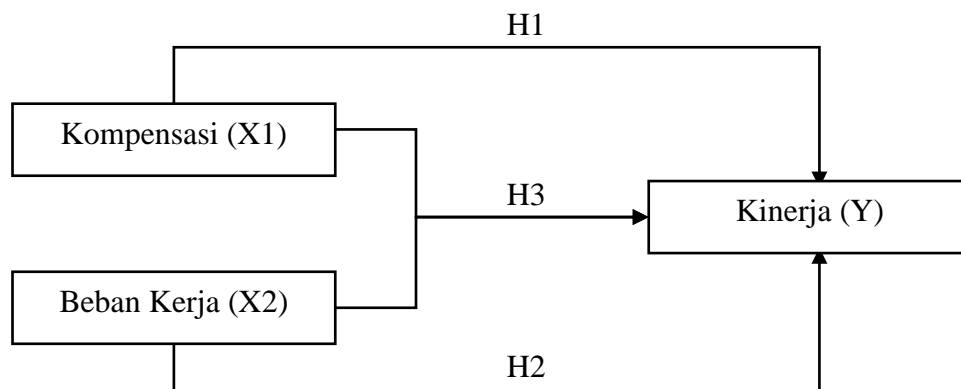 H1
Kompensasi (X1)
H3
Kinerja (Y)
Beban Kerja (X2)
H2